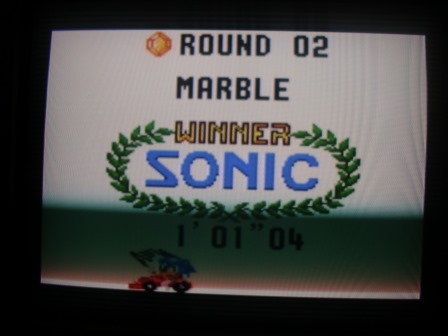 ROUND 02
MARBLE
WINNER
SONIC
1'01"04